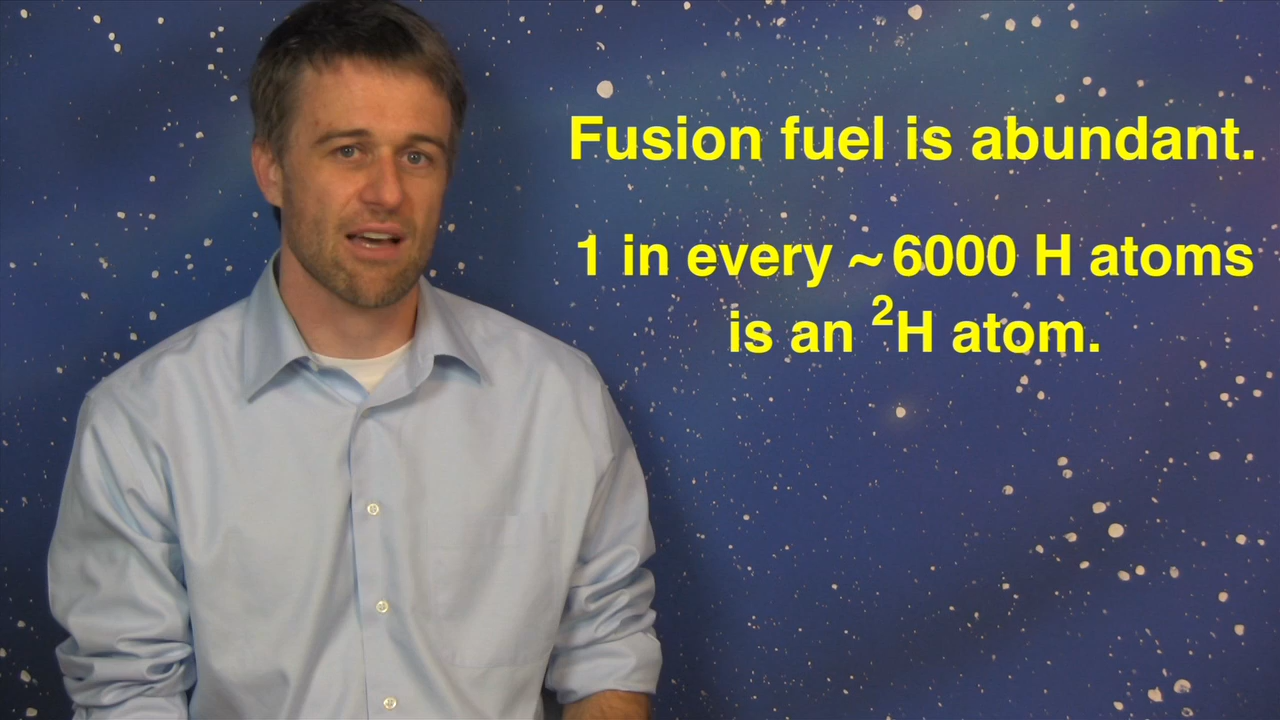 Fusion fuel is abundant.
1 in every ~6000 H atoms
is an ²H atom.